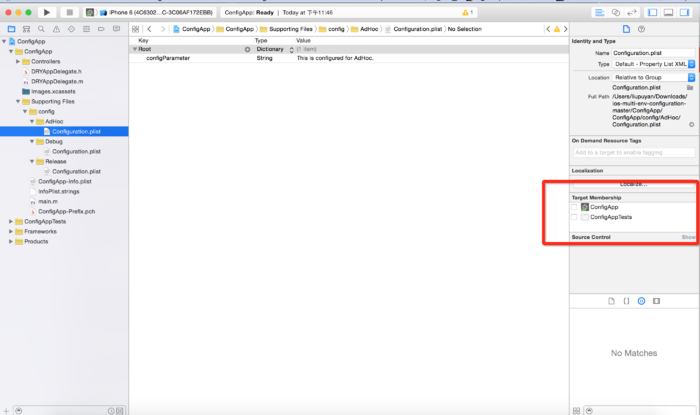 iPhone 6 (4C6302...C-3C06AF172EBB)
ConfigApp: Ready | Today at 下午11:46
1
ConfigApp
ConfigApp
Supporting Files
config
AdHoc
Configuration.plist
No Selection
ConfigApp
ConfigApp
Controllers
DRYAppDelegate.h
DRYAppDelegate.m
Images.xcassets
Supporting Files
config
AdHoc
Configuration.plist
Debug
Configuration.plist
Release
Configuration.plist
ConfigApp-Info.plist
InfoPlist.strings
main.m
ConfigApp-Prefix.pch
ConfigAppTests
Frameworks
Products
Key Type Value
Root Dictionary (1 item)
configParameter String This is configured for AdHoc.
Identity and Type
Name Configuration.plist
Type Default - Property List XML
Location Relative to Group
Configuration.plist
Full Path /Users/liupuyan/Downloads/
ios-multi-env-configuration-
master/ConfigApp/
ConfigApp/config/AdHoc/
Configuration.plist
On Demand Resource Tags
Add to a target to enable tagging
Localization
Localize...
Target Membership
ConfigApp
ConfigAppTests
Source Control Show
No Matches